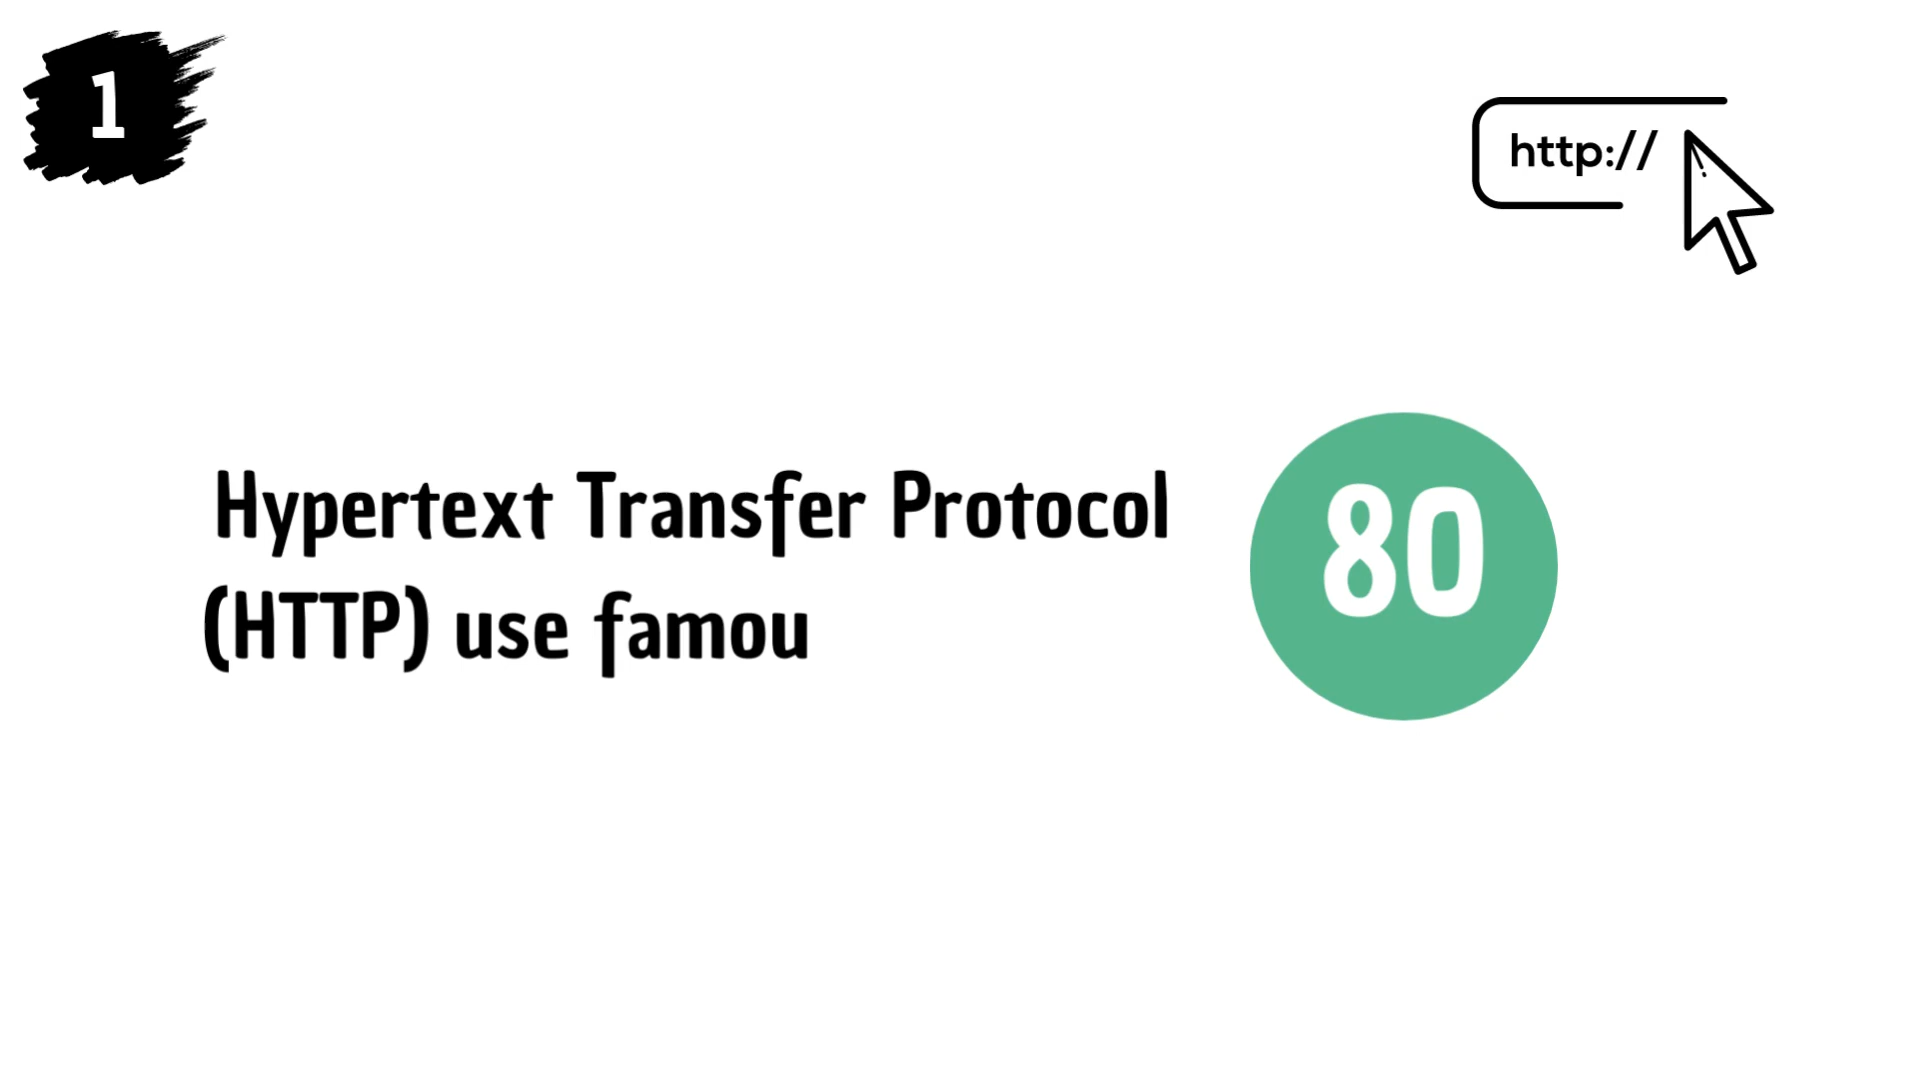 1
http://
Hypertext Transfer Protocol
(HTTP) use famou
80